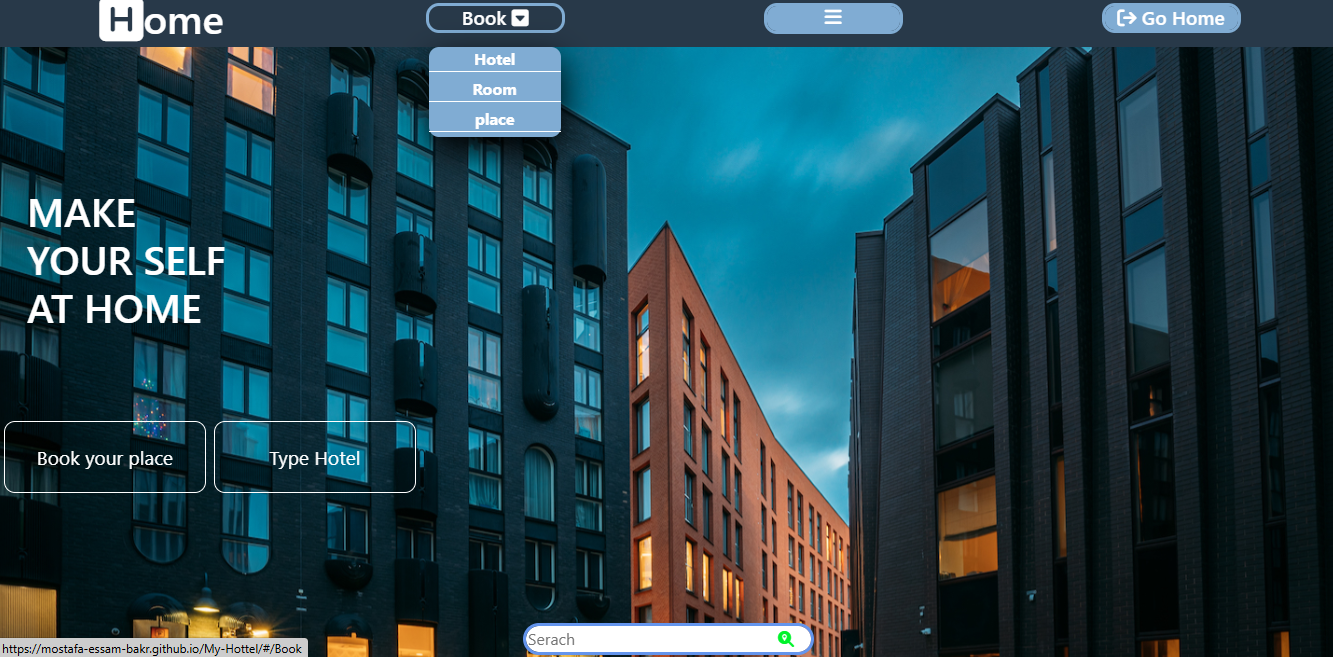 Home
Book
Go Home
Hotel
Room
place
MAKE
YOUR SELF
AT HOME
Book your place
Type Hotel
Serach
https://mostafa-essam-bakr.github.io/My-Hottel/#/Book